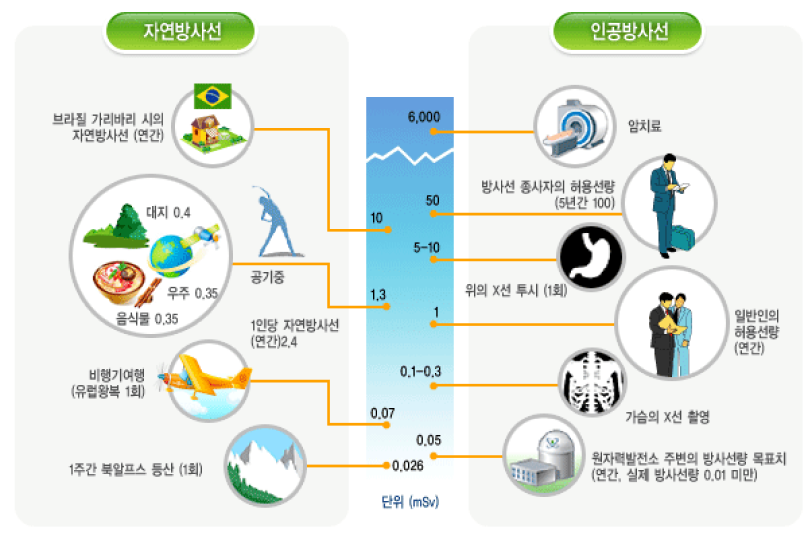 자연방사선
브라질 가리바리 시의
자연방사선 (연간)
대지 0.4
우주 0.35
음식물 0.35
공기중
1인당 자연방사선
(연간)2.4
비행기여행
(유럽왕복 1회)
1주간 북알프스 등산 (1회)
6,000
50
10
5-10
1.3
1
0.1-0.3
0.07
0.05
0.026
단위 (mSv)
인공방사선
암치료
방사선 종사자의 허용선량
(5년간 100)
위의 X선 투시 (1회)
일반인의
허용선량
(연간)
가슴의 X선 촬영
원자력발전소 주변의 방사선량 목표치
(연간, 실제 방사선량 0.01 미만)